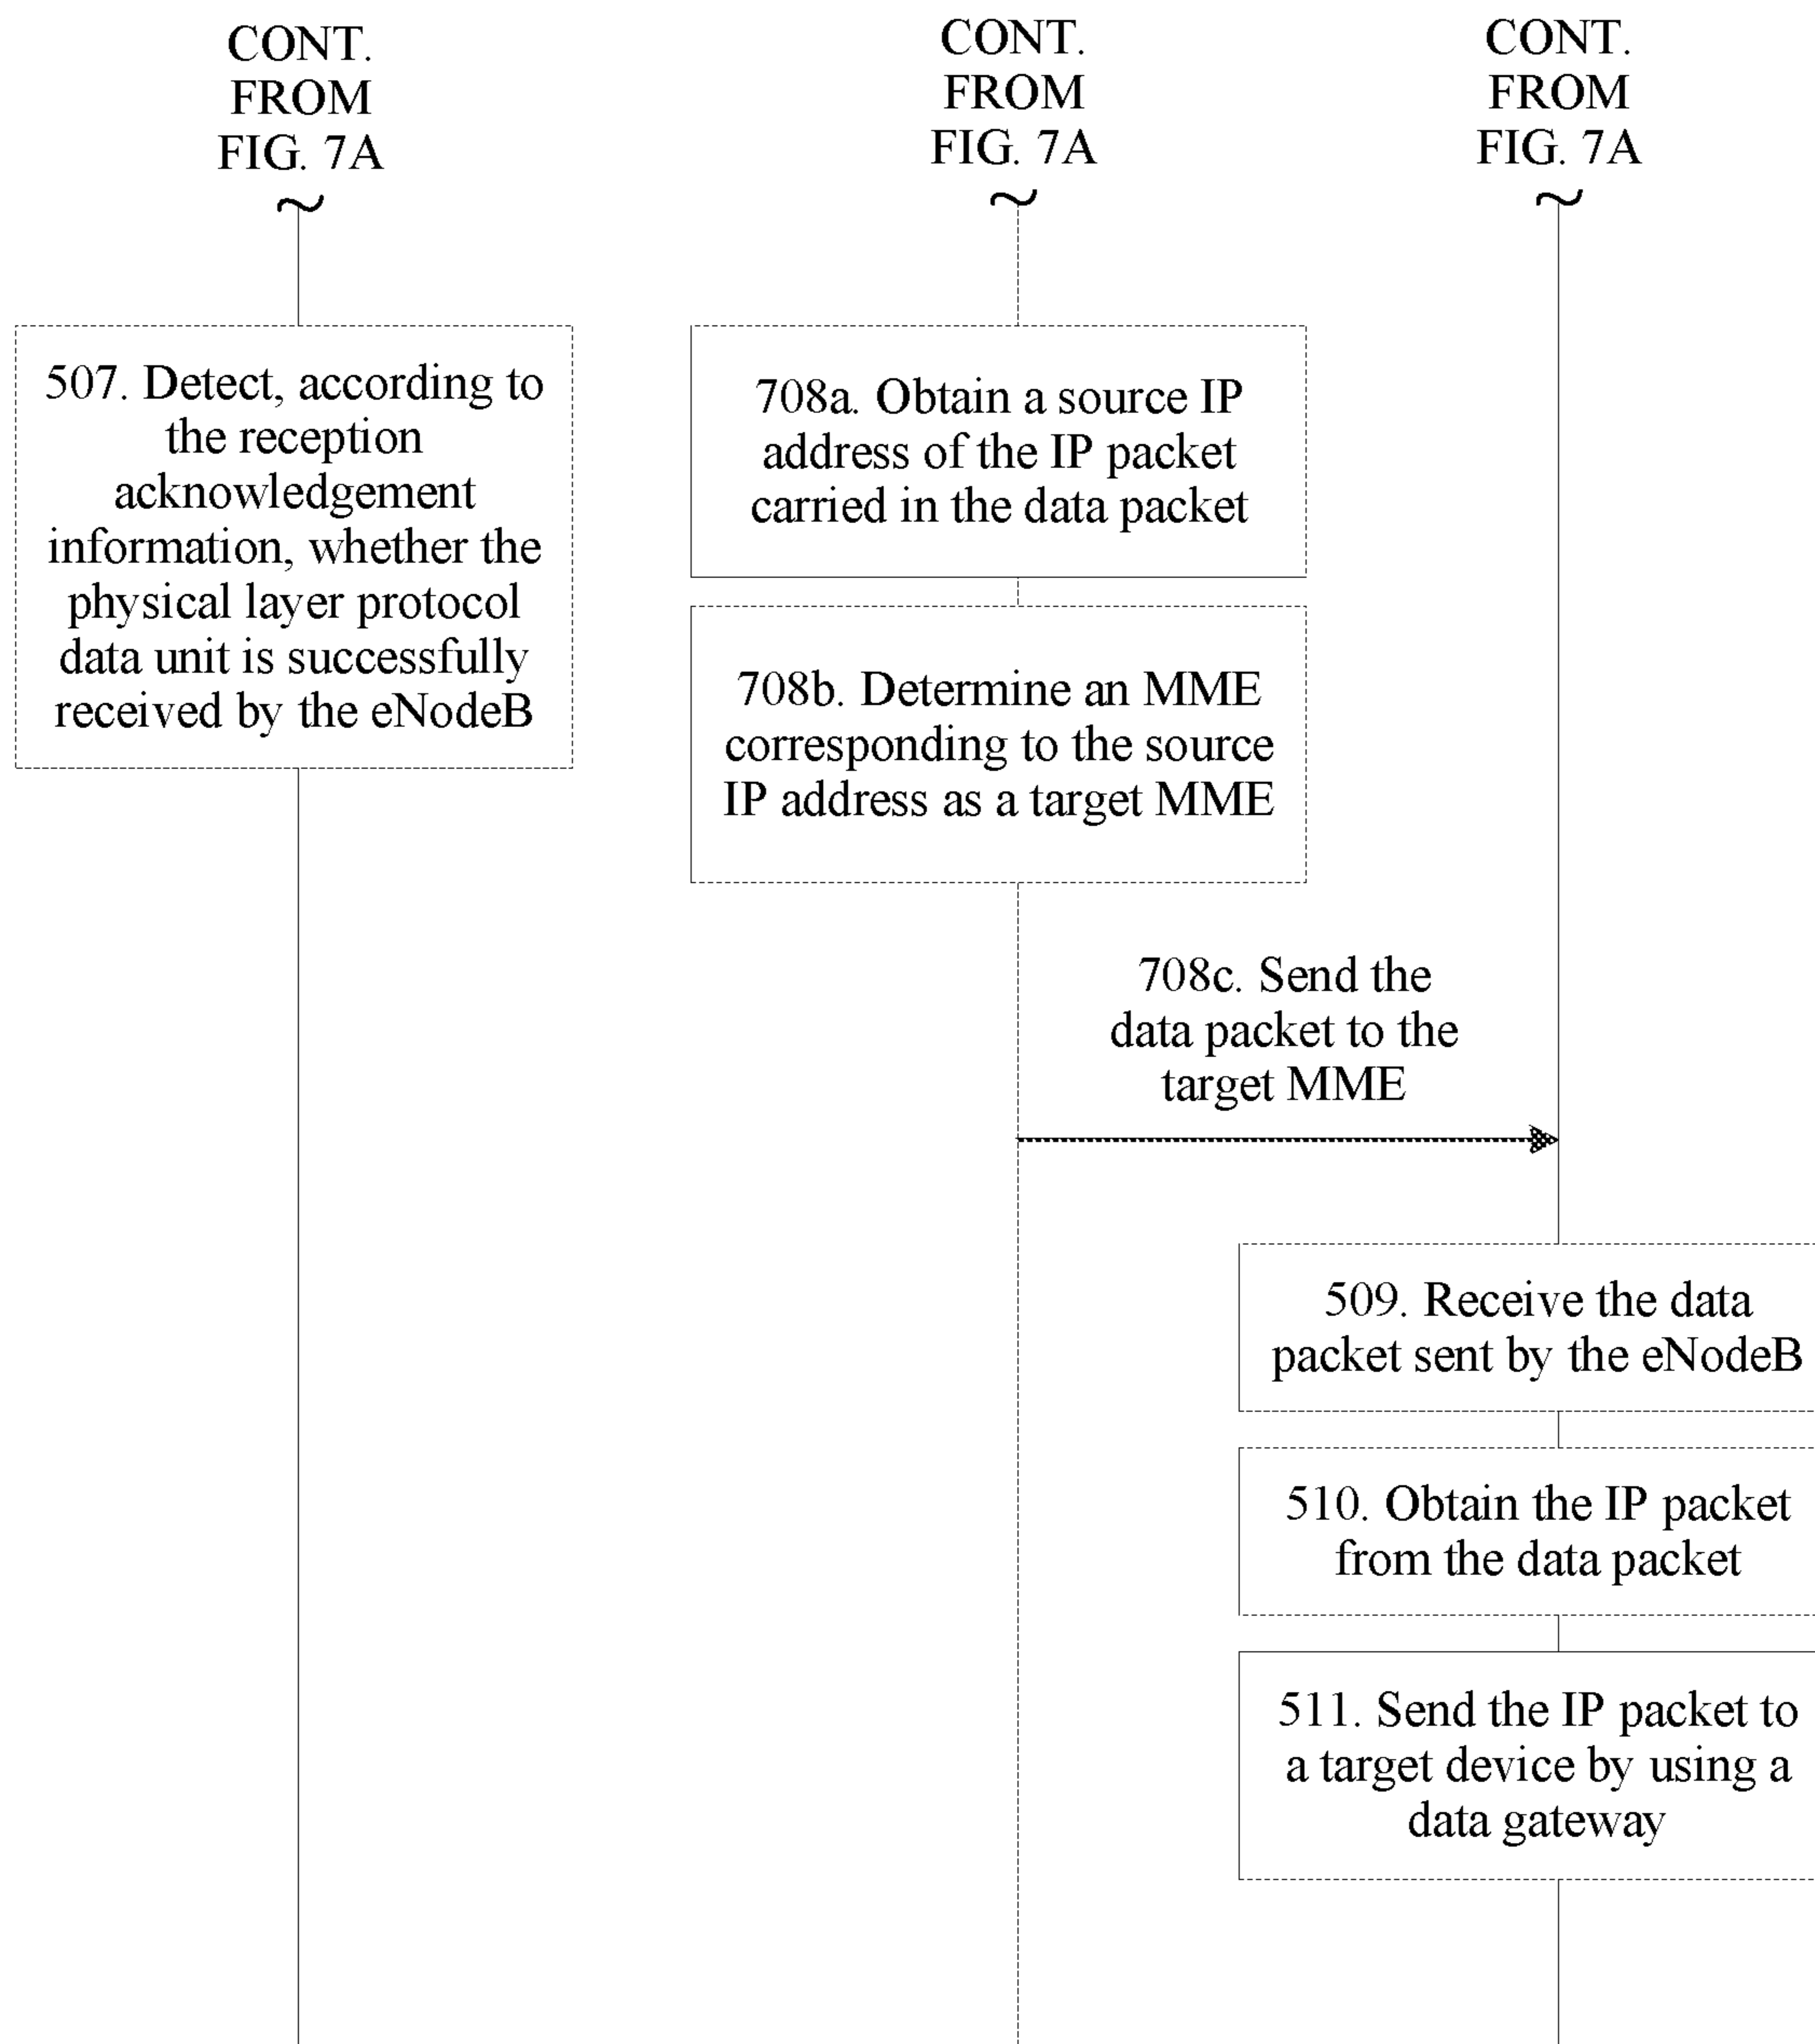 CONT.
FROM
FIG. 7A
CONT.
FROM
FIG. 7A
CONT.
FROM
FIG. 7A
507. Detect, according to
the reception
acknowledgement
information, whether the
physical layer protocol
data unit is successfully
received by the eNodeB
708a. Obtain a source IP
address of the IP packet
carried in the data packet
708b. Determine an MME
corresponding to the source
IP address as a target MME
708c. Send the
data packet to the
target MME
509. Receive the data
packet sent by the eNodeB
510. Obtain the IP packet
from the data packet
511. Send the IP packet to
a target device by using a
data gateway